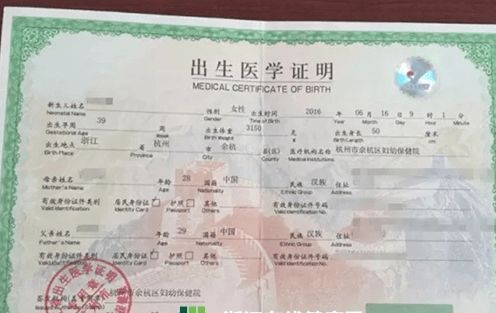 出生医学证明
MEDICAL CERTIFICATE OF BIRTH
新生儿姓名 性别 女性 出生时间 2016 年 06 月 16 日 9 时 1 分
Neonatal Name Gender Time of Birth Year Month Day Hour Minute
出生孕周 39 周 出生体重 3150 克 出生身长 50 厘米
Gestational Age Week Birth Weight g Birth Length cm
出生地点 浙江 省 杭州 市 余杭 县(区) 医疗机构名称 杭州市余杭区妇幼保健院
Birth Place City Medical Institutions
母亲姓名 年龄 28 国籍 中国 民族 汉族
Mother's Name Age Nationality Ethnic Group
有效身份证件类别 居民身份证 护照 其他 有效身份证件号码
Valid Identification Identity Card Passport Others Valid Identification No.
父亲姓名 年龄 29 国籍 中国 民族 汉族
Father's Name Age Nationality Ethnic Group
有效身份证件类别 居民身份证 护照 其他 有效身份证件号码
Valid Identification Identity Card Passport Others Valid Identification No.
出生医学证明
杭州市余杭区妇幼保健院